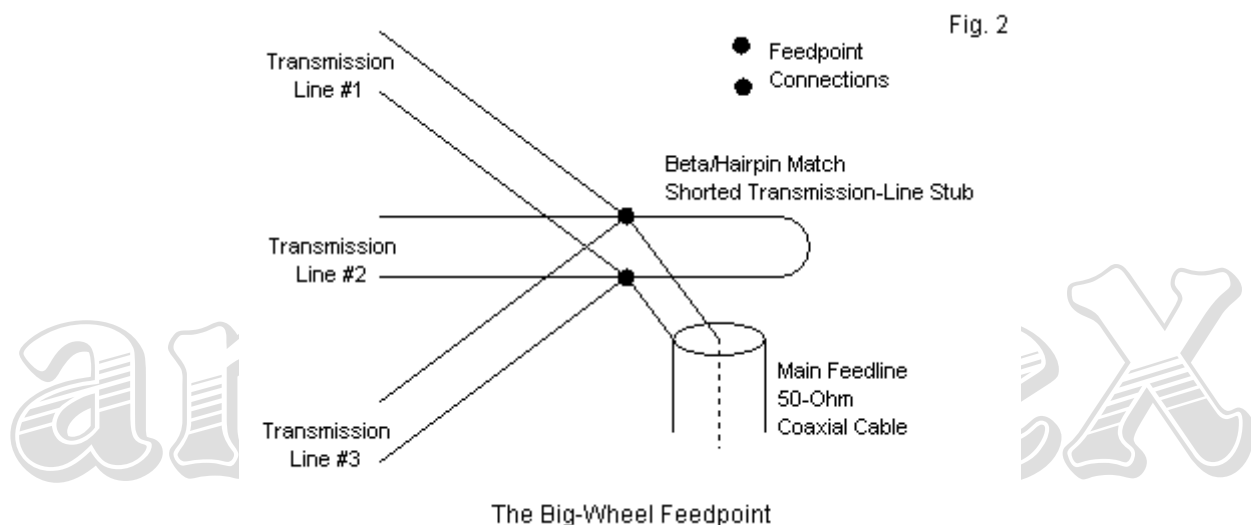 Fig. 2
Transmission
Line #1
Feedpoint
Connections
Beta/Hairpin Match
Shorted Transmission-Line Stub
Transmission
Line #2
Main Feedline
50-Ohm
Coaxial Cable
Transmission
Line #3
The Big-Wheel Feedpoint